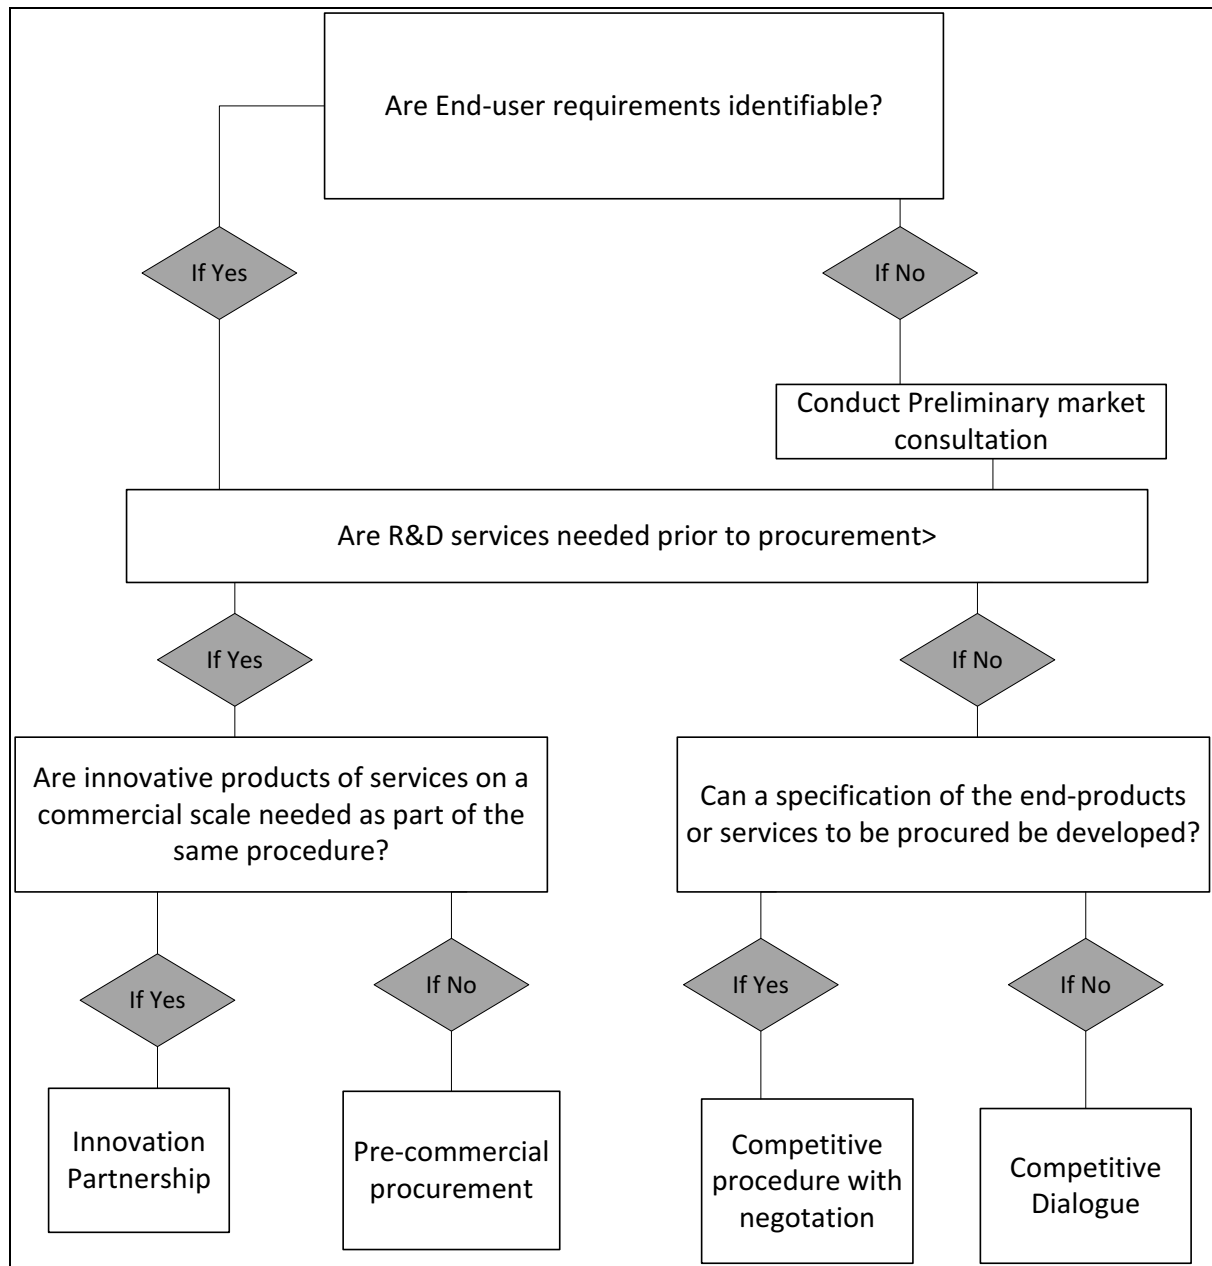 Are End-user requirements identifiable?
If Yes
If No
Conduct Preliminary market
consultation
Are R&D services needed prior to procurement>
If Yes
If No
Are innovative products of services on a
commercial scale needed as part of the
same procedure?
Can a specification of the end-products
or services to be procured be developed?
If Yes
If No
If Yes
If No
Innovation
Partnership
Pre-commercial
procurement
Competitive
procedure with
negotation
Competitive
Dialogue